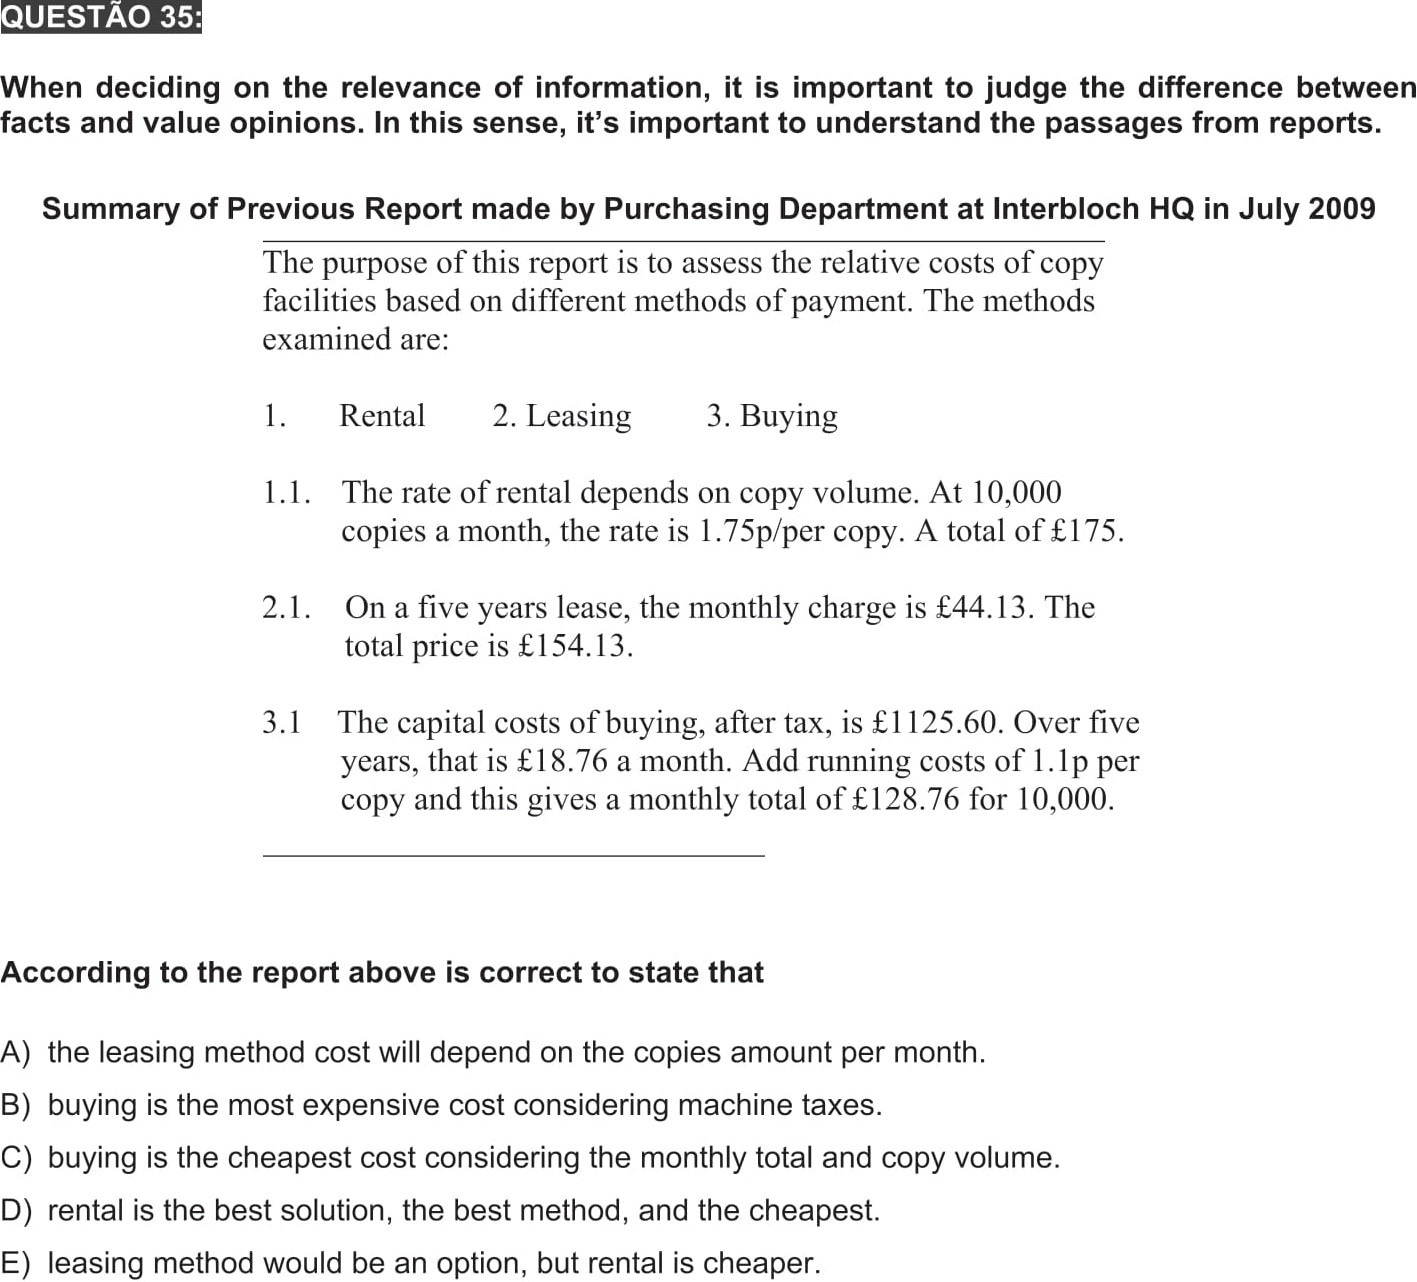 QUESTÃO 35:
When deciding on the relevance of information, it is important to judge the difference between
facts and value opinions. In this sense, it’s important to understand the passages from reports.
Summary of Previous Report made by Purchasing Department at Interbloch HQ in July 2009
The purpose of this report is to assess the relative costs of copy
facilities based on different methods of payment. The methods
examined are:
1. Rental 2. Leasing 3. Buying
1.1. The rate of rental depends on copy volume. At 10,000
copies a month, the rate is 1.75p/per copy. A total of £175.
2.1. On a five years lease, the monthly charge is £44.13. The
total price is £154.13.
3.1 The capital costs of buying, after tax, is £1125.60. Over five
years, that is £18.76 a month. Add running costs of 1.1p per
copy and this gives a monthly total of £128.76 for 10,000.
According to the report above is correct to state that
A) the leasing method cost will depend on the copies amount per month.
B) buying is the most expensive cost considering machine taxes.
C) buying is the cheapest cost considering the monthly total and copy volume.
D) rental is the best solution, the best method, and the cheapest.
E) leasing method would be an option, but rental is cheaper.